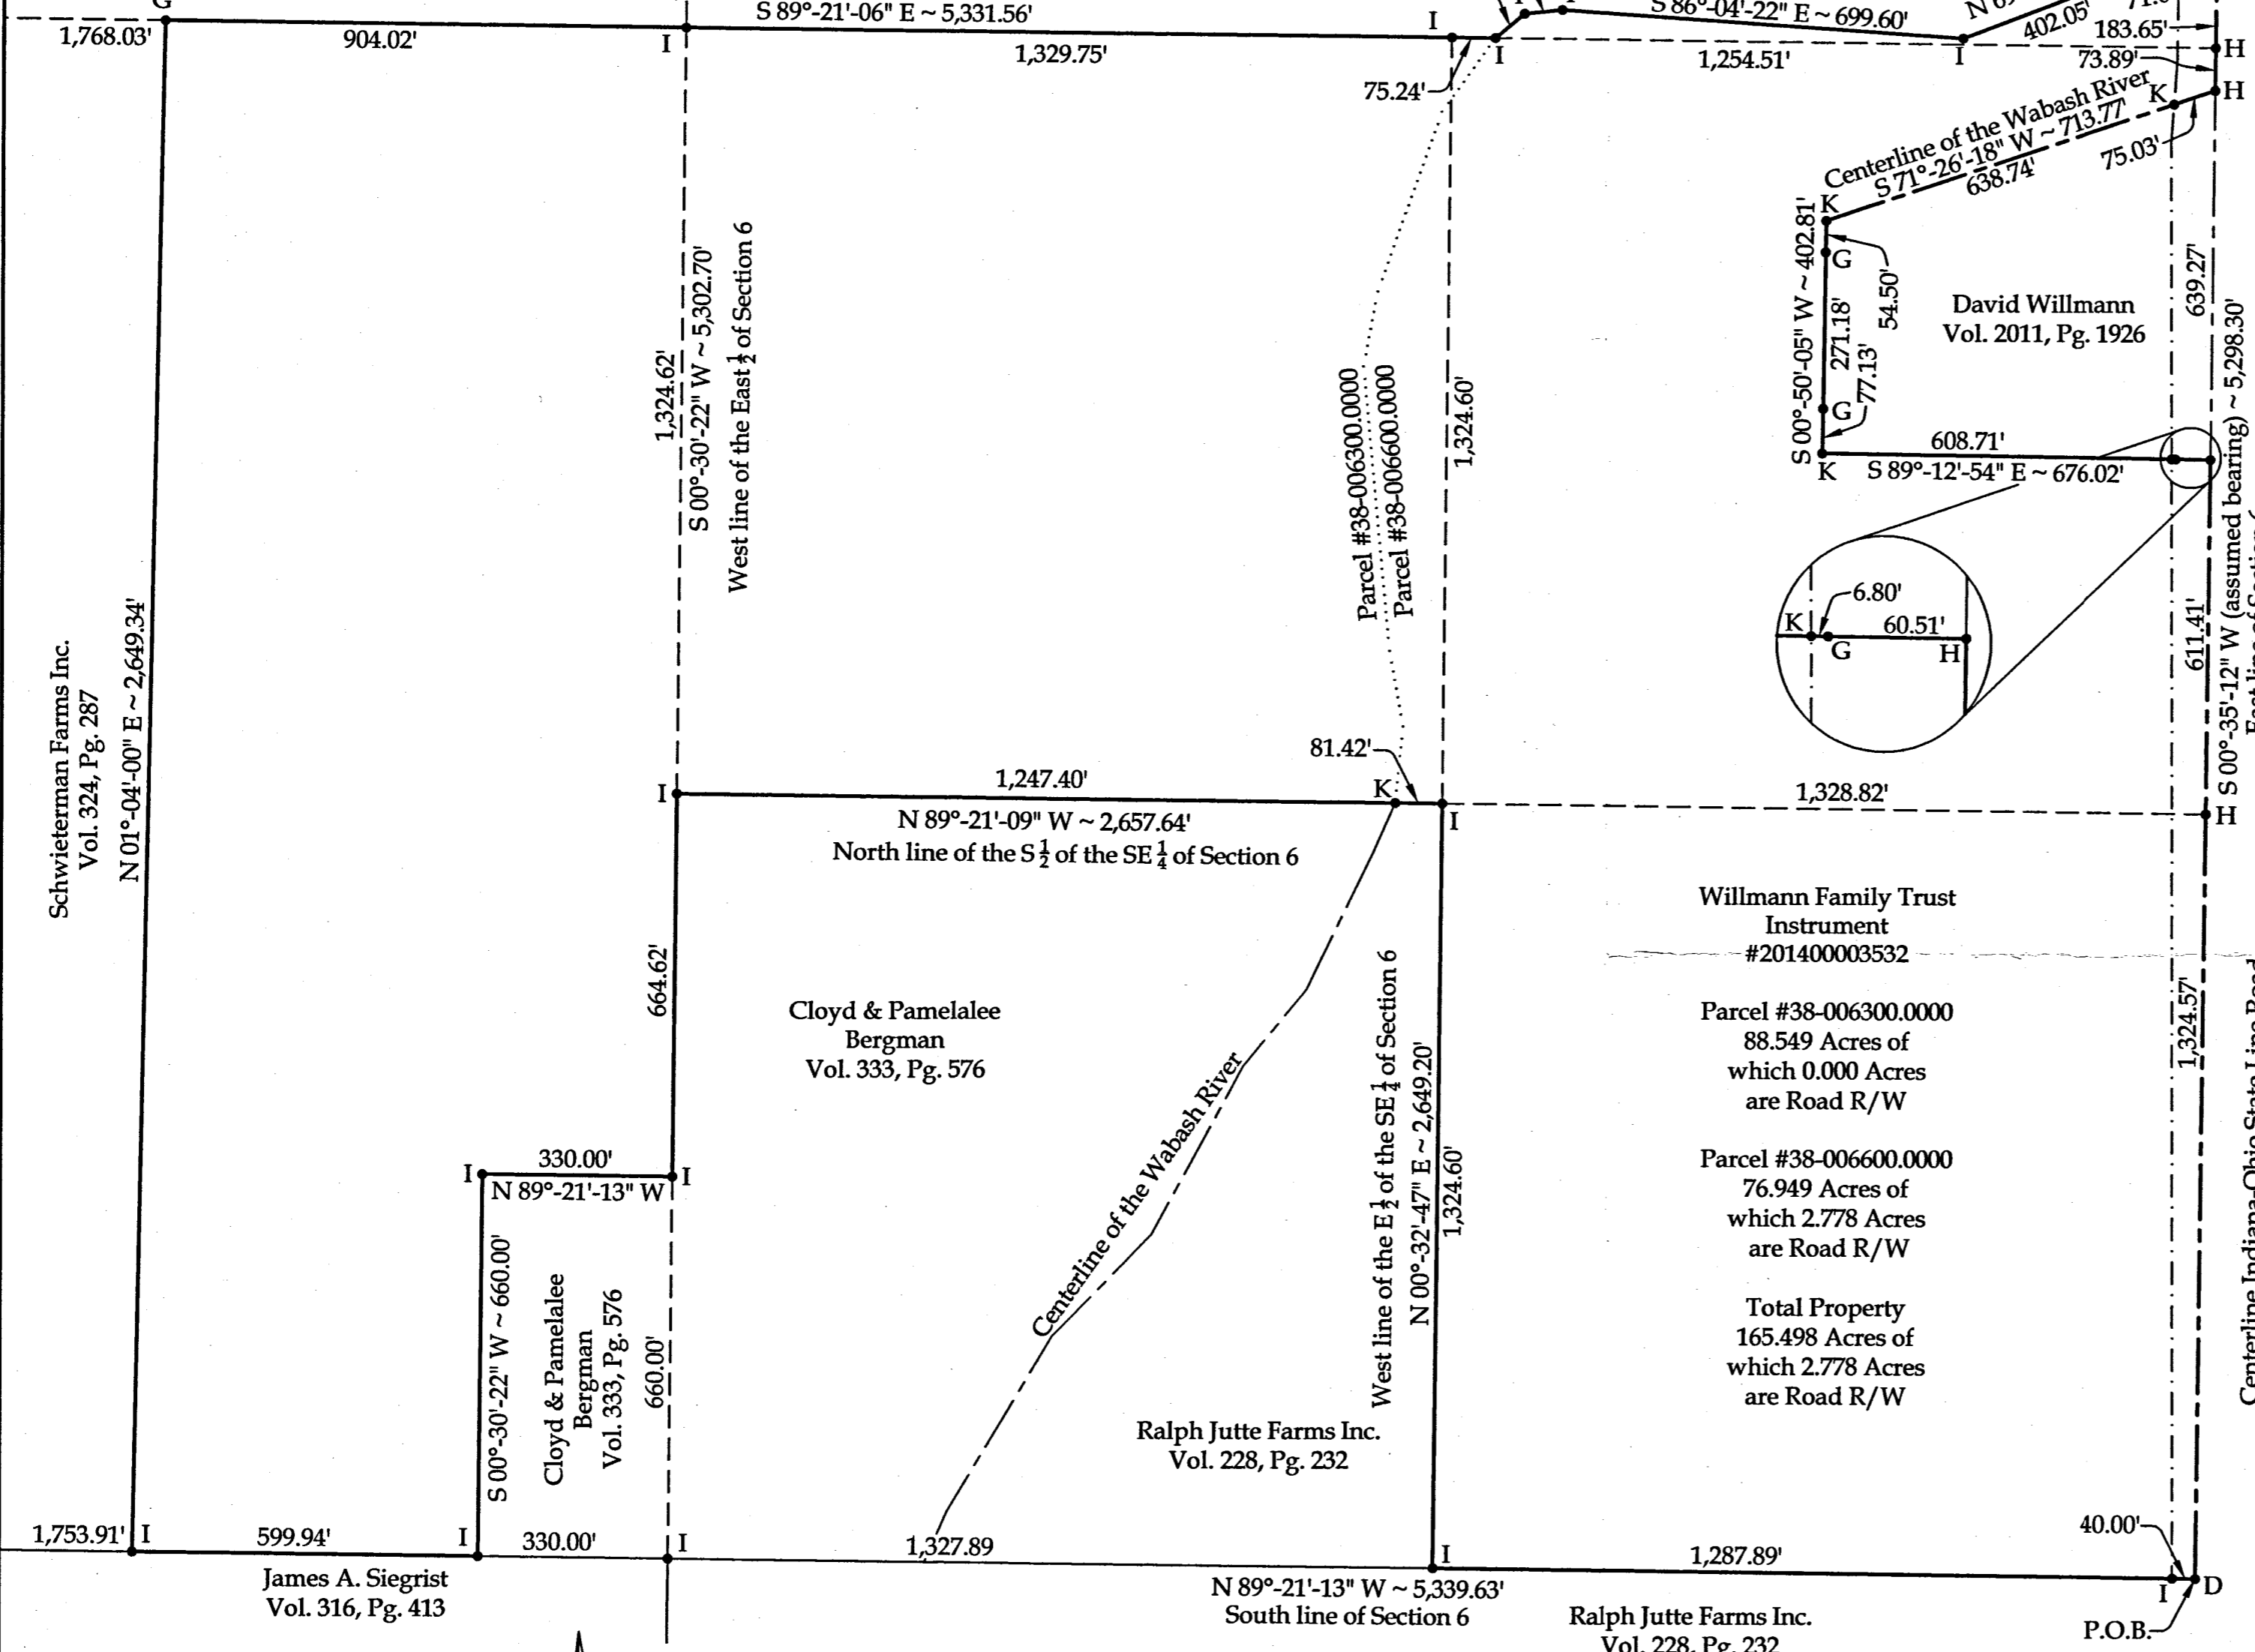 G
S 89°-21'-06" E ~ 5,331.56'
I
S 86°-04'-22" E ~ 699.60'
402.05'
183.65'
1,768.03'
904.02'
I
1,329.75'
I
1,254.51'
I
H
73.89'
75.24'
Centerline of the Wabash River
S 71°-26'-18" W ~ 713.77'
638.74'
K
H
75.03'
K
S 00°-50'-05" W ~ 402.81'
G
54.50'
271.18'
G
77.13'
K
David Willmann
Vol. 2011, Pg. 1926
639.27'
608.71'
S 89°-12'-54" E ~ 676.02'
S 00°-35'-12" W (assumed bearing) ~ 5,298.30'
611.41'
K
6.80'
G
60.51'
H
1,324.62'
S 00°-30'-22" W ~ 5,302.70'
West line of the East ½ of Section 6
Parcel #38-006300.0000
Parcel #38-006600.0000
1,324.60'
Schwieterman Farms Inc.
Vol. 324, Pg. 287
N 01°-04'-00" E ~ 2,649.34'
I
1,247.40'
81.42'
K
I
1,328.82'
H
N 89°-21'-09" W ~ 2,657.64'
North line of the S ½ of the SE ¼ of Section 6
664.62'
Cloyd & Pamelalee
Bergman
Vol. 333, Pg. 576
Centerline of the Wabash River
West line of the E ½ of the SE ¼ of Section 6
N 00°-32'-47" E ~ 2,649.20'
1,324.60'
Willmann Family Trust
Instrument
#201400003532
Parcel #38-006300.0000
88.549 Acres of
which 0.000 Acres
are Road R/W
Parcel #38-006600.0000
76.949 Acres of
which 2.778 Acres
are Road R/W
Total Property
165.498 Acres of
which 2.778 Acres
are Road R/W
1,324.57'
Centerline Indiana-Ohio State Line Road
I
330.00'
I
N 89°-21'-13" W
S 00°-30'-22" W ~ 660.00'
Cloyd & Pamelalee
Bergman
Vol. 333, Pg. 576
660.00'
Ralph Jutte Farms Inc.
Vol. 228, Pg. 232
1,753.91'
I
599.94'
I
330.00'
I
1,327.89
I
1,287.89'
40.00'
I
D
James A. Siegrist
Vol. 316, Pg. 413
N 89°-21'-13" W ~ 5,339.63'
South line of Section 6
Ralph Jutte Farms Inc.
Vol. 228, Pg. 232
P.O.B.